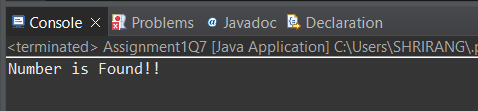 Console Problems @ Javadoc Declaration
<terminated> Assignment1Q7 [Java Application] C:\Users\SHRIRANG\.p
Number is Found!!